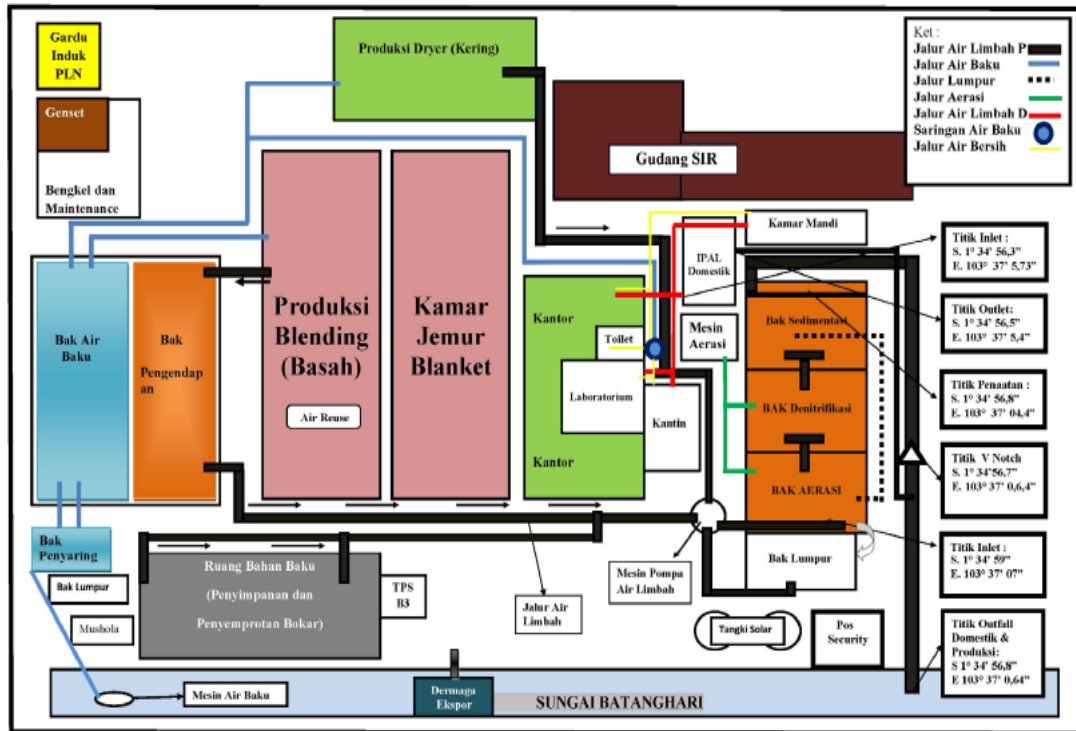 Gardu
Induk
PLN
Genset
Bengkel dan
Maintenance
Produksi Dryer (Kering)
Gudang SIR
Ket :
Jalur Air Limbah P
Jalur Air Baku
Jalur Lumpur
Jalur Aerasi
Jalur Air Limbah D
Saringan Air Baku
Jalur Air Bersih
Bak Air
Baku
Bak
Pengendap
an
Produksi
Blending
(Basah)
Air Reuse
Kamar
Jemur
Blanket
Kantor
Toilet
Laboratorium
Kantor
Kantin
IPAL
Domestik
Kamar Mandi
Mesin
Aerasi
Bak Sedimentasi
BAK Denitrifikasi
BAK AERASI
Bak Lumpur
Titik Inlet :
S. 1° 34' 56,3"
E. 103° 37' 5,73"
Titik Outlet:
S. 1° 34' 56,5"
E. 103° 37' 5,4"
Titik Penaatan :
S. 1° 34' 56,8"
E. 103° 37' 04,4"
Titik V Notch
S. 1° 34'56,7"
E. 103° 37' 0,6,4"
Titik Inlet :
S. 1° 34' 59"
E. 103° 37' 07"
Titik Outfall
Domestik &
Produksi:
S 1° 34' 56,8"
E 103° 37' 0,64"
Bak
Penyaring
Bak Lumpur
Mushola
Ruang Bahan Baku
(Penyimpanan dan
Penyemprotan Bokar)
TPS
B3
Jalur Air
Limbah
Mesin Pompa
Air Limbah
Tangki Solar
Pos
Security
Mesin Air Baku
Dermaga
Ekspor
SUNGAI BATANGHARI